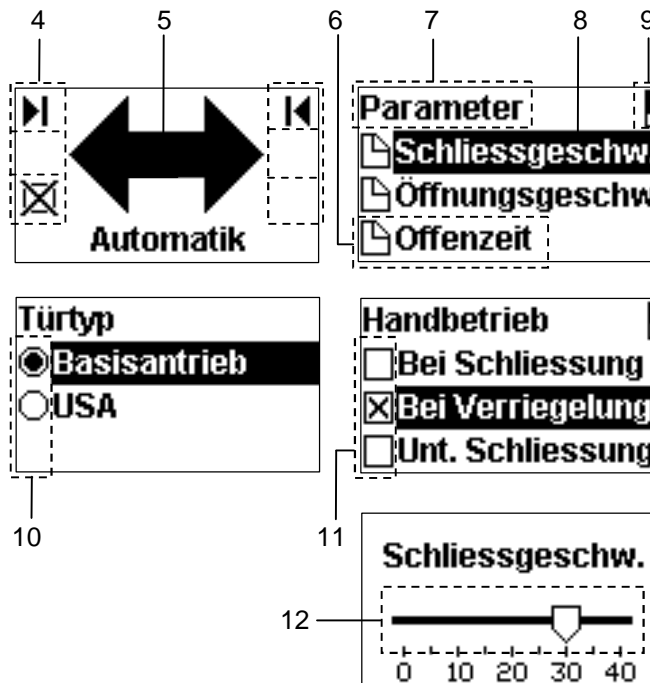 4 5 6 7 8 9
Automatik
Parameter
Schliessgeschw.
Öffnungsgeschw
Offenzeit
Türtyp
Basisantrieb
USA
Handbetrieb
Bei Schliessung
Bei Verriegelung
Unt. Schliessung
10 11
Schliessgeschw.
12
0 10 20 30 40